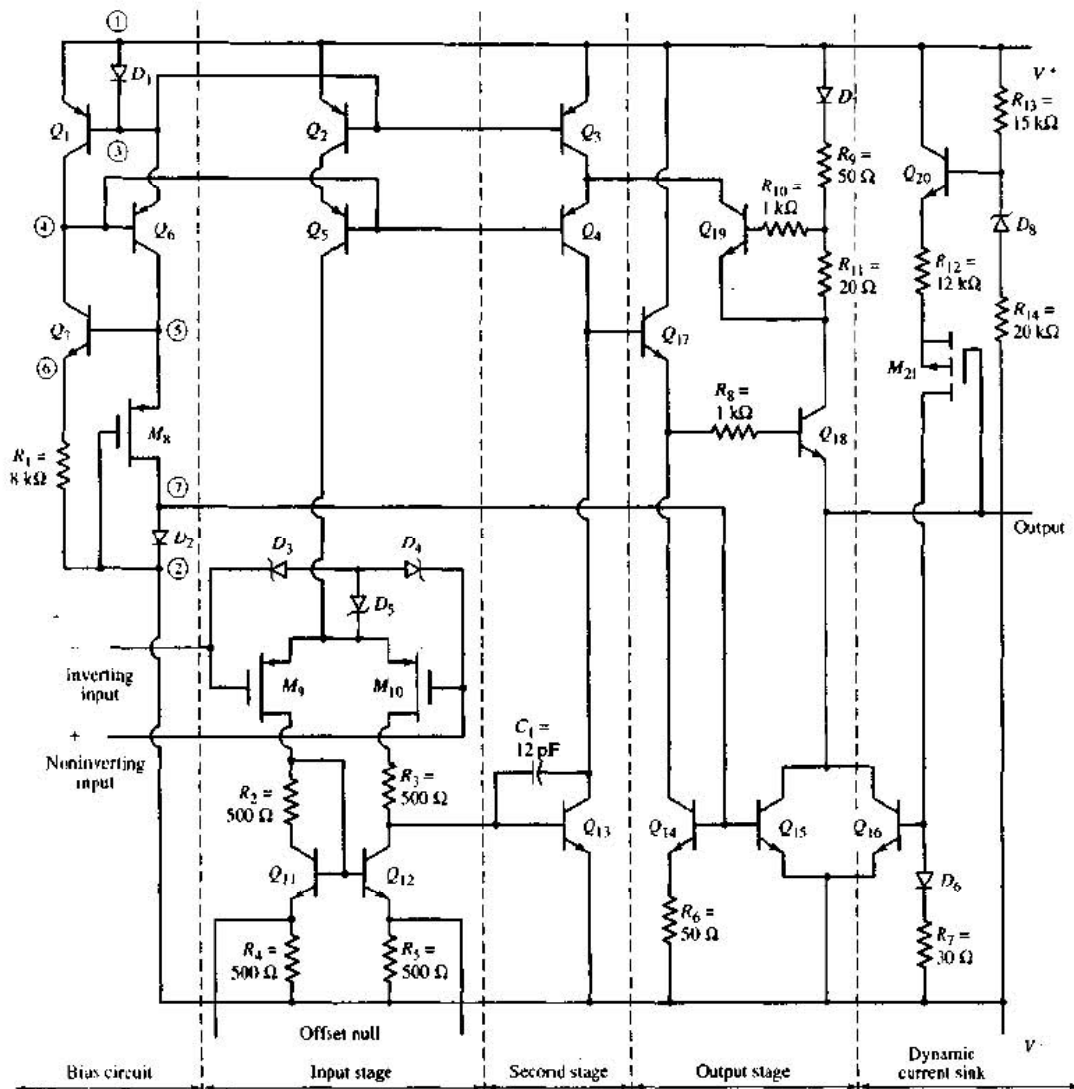 ①
D₁
V⁺
R₁₃ =
15 kΩ
Q₁
③
Q₂
Q₃
D
R₉ =
50 Ω
R₁₀ =
1 kΩ
Q₂₀
D₈
④
Q₆
Q₅
Q₄
Q₁₉
R₁₁ =
20 Ω
R₁₂ =
12 kΩ
R₁₄ =
20 kΩ
Q₇
⑤
⑥
Q₁₇
M₂₁
R₈ =
1 kΩ
Q₁₈
M₈
R₁ =
8 kΩ
⑦
D₂
②
D₃
D₄
D₅
Output
−
Inverting
input
M₉
M₁₀
+
Noninverting
input
C₁ =
12 pF
R₂ =
500 Ω
R₃ =
500 Ω
Q₁₃
Q₁₄
Q₁₅
Q₁₆
Q₁₁
Q₁₂
D₆
R₄ =
500 Ω
R₅ =
500 Ω
R₆ =
50 Ω
R₇ =
30 Ω
Offset null
V
Bias circuit
Input stage
Second stage
Output stage
Dynamic
current sink